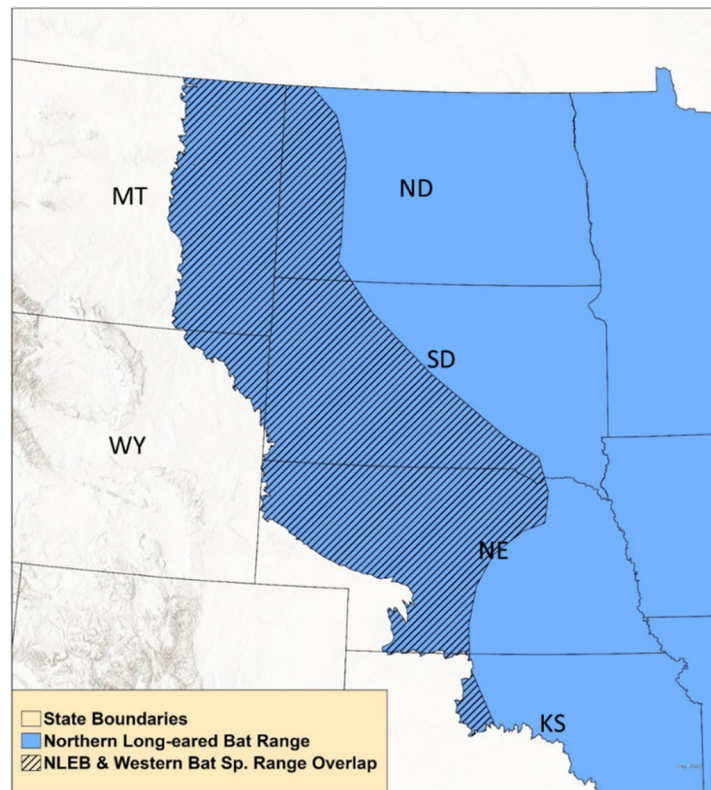 MT
ND
SD
WY
NE
KS
State Boundaries
Northern Long-eared Bat Range
NLEB & Western Bat Sp. Range Overlap